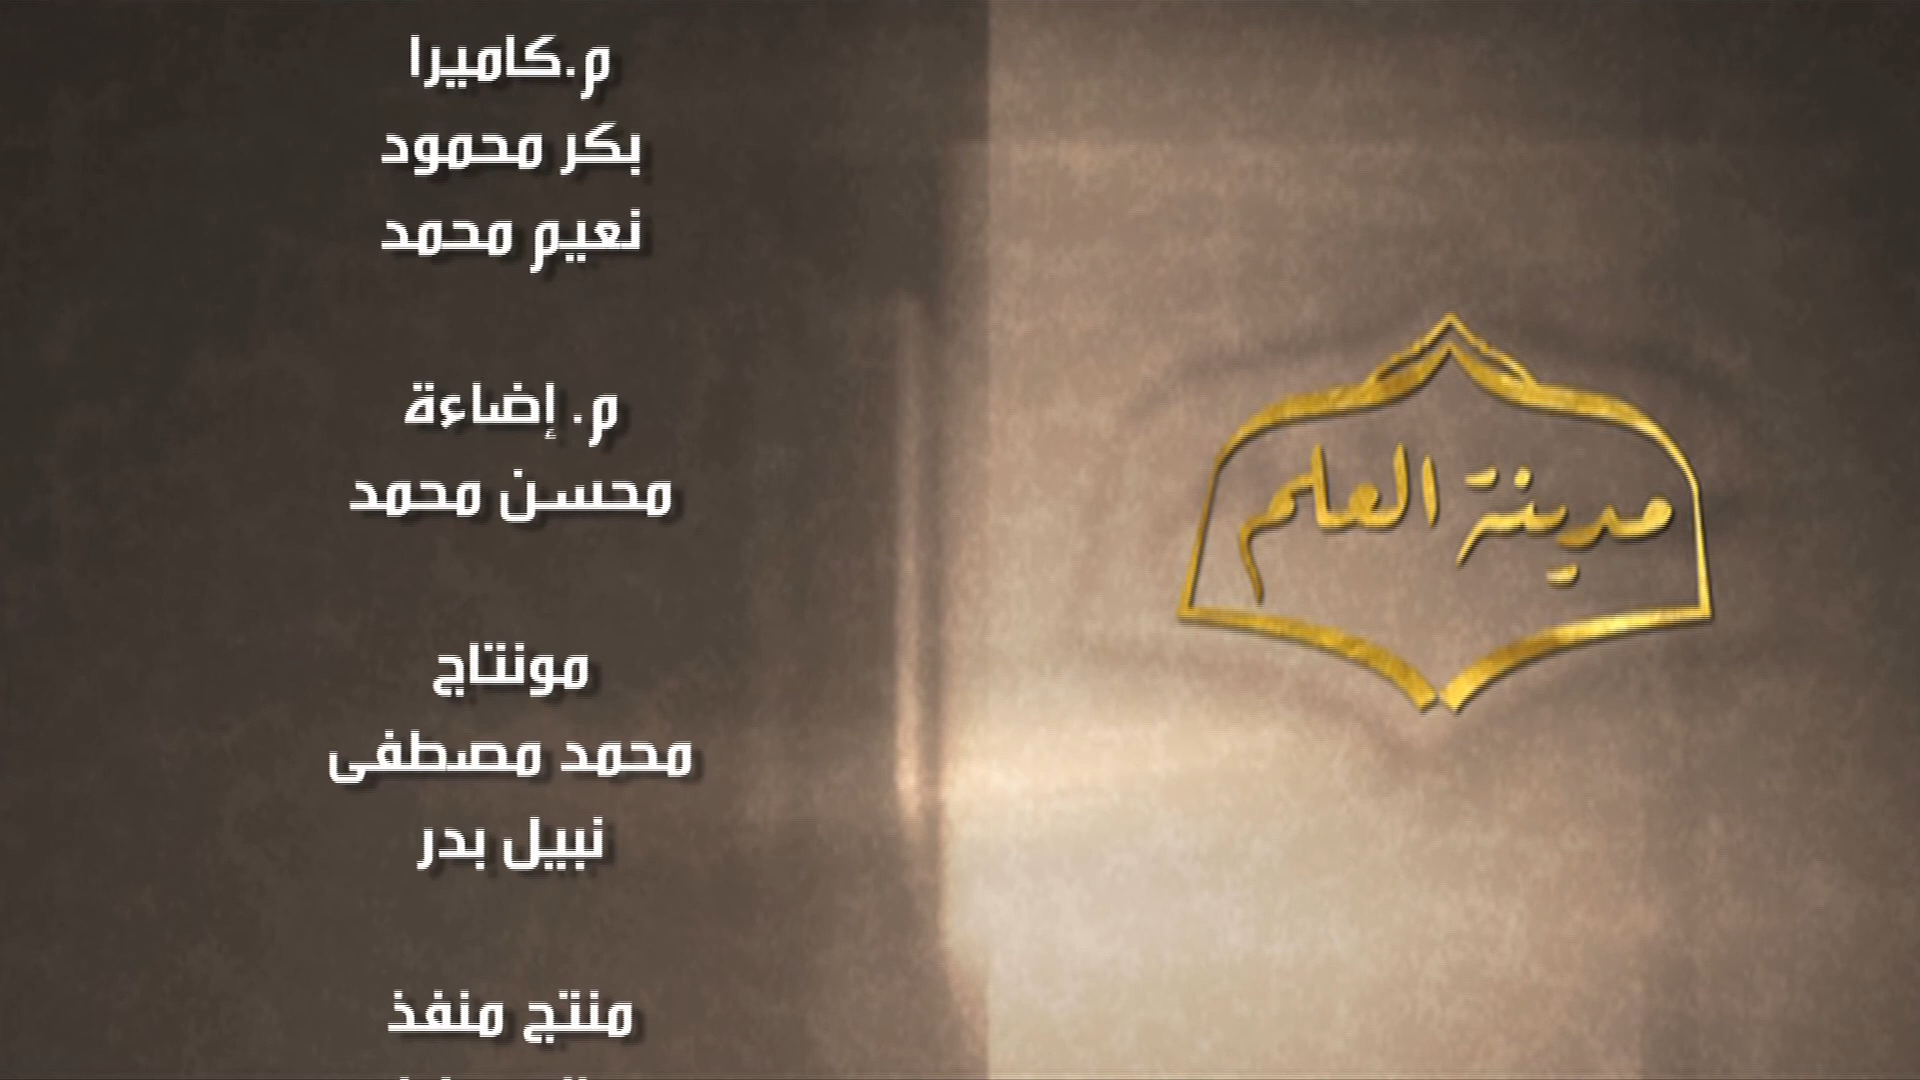 م.كاميرا
بكر محمود
نعيم محمد
م. إضاءة
محسن محمد
مونتاج
محمد مصطفى
نبيل بدر
منتج منفذ
مدينة العلم